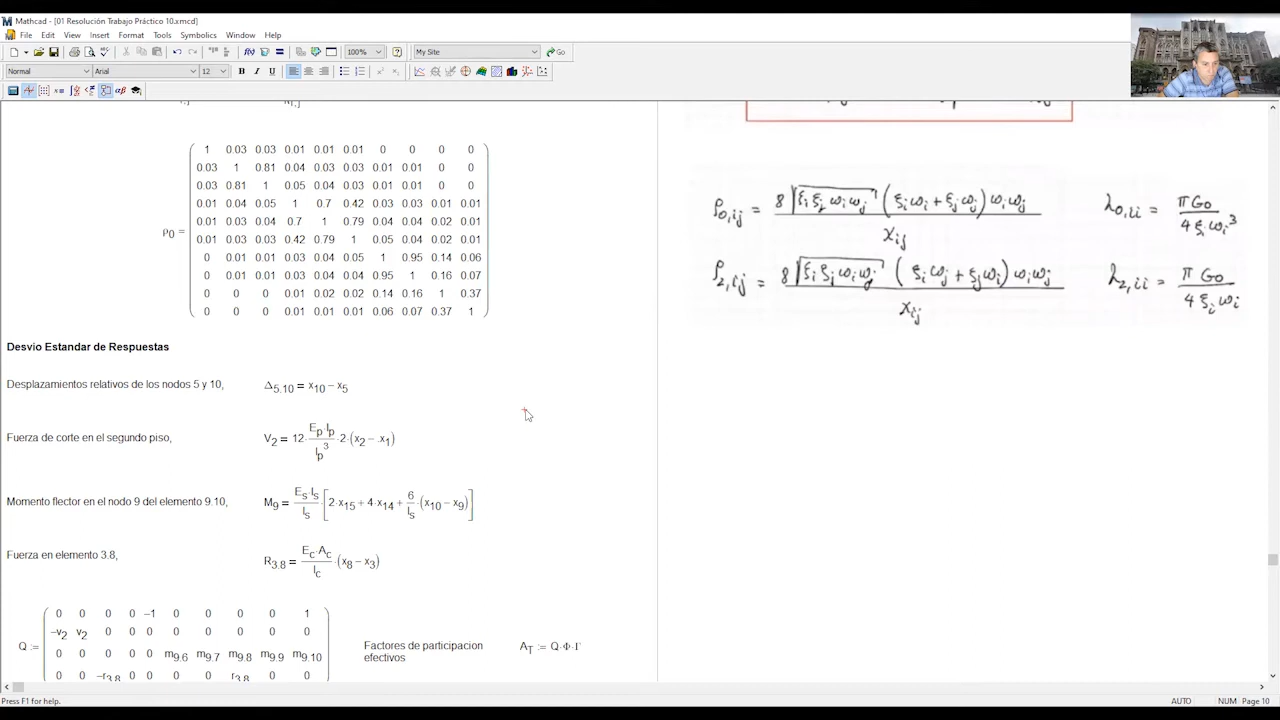 Mathcad - [01 Resolución Trabajo Práctico 10.xmcd]
File Edit View Insert Format Tools Symbolics Window Help
100% My Site Go
Normal Arial 12 B I U
ρ0 =
1 0.03 0.03 0.01 0.01 0.01 0 0 0 0
0.03 1 0.81 0.04 0.03 0.03 0.01 0.01 0 0
0.03 0.81 1 0.05 0.04 0.03 0.01 0.01 0 0
0.01 0.04 0.05 1 0.7 0.42 0.03 0.03 0.01 0.01
0.01 0.03 0.04 0.7 1 0.79 0.04 0.04 0.02 0.01
0.01 0.03 0.03 0.42 0.79 1 0.05 0.04 0.02 0.01
0 0.01 0.01 0.03 0.04 0.05 1 0.95 0.14 0.06
0 0.01 0.01 0.03 0.04 0.04 0.95 1 0.16 0.07
0 0 0 0.01 0.02 0.02 0.14 0.16 1 0.37
0 0 0 0.01 0.01 0.01 0.06 0.07 0.37 1
Desvio Estandar de Respuestas
Desplazamientos relativos de los nodos 5 y 10, Δ5.10 = x10 − x5
Fuerza de corte en el segundo piso, V2 = 12·Ep·Ip/lp^3·2·(x2 − x1)
Momento flector en el nodo 9 del elemento 9.10, M9 = Es·Is/ls·[2·x15 + 4·x14 + 6/ls·(x10 − x9)]
Fuerza en elemento 3.8, R3.8 = Ec·Ac/lc·(x8 − x3)
Q :=
0 0 0 0 −1 0 0 0 0 1
−v2 v2 0 0 0 0 0 0 0 0
0 0 0 0 0 m9.6 m9.7 m9.8 m9.9 m9.10
0 0 −r3.8 0 0 0 0 r3.8 0 0
Factores de participacion
efectivos
AT := Q·Φ·Γ
ρ0,ij = 8√(ξi ξj ωi ωj) (ξi ωi + ξj ωj) ωi ωj / Xij λ0,ii = π G0 / 4 ξi ωi^3
ρ2,ij = 8√(ξi ξj ωi ωj) (ξi ωj + ξj ωi) ωi ωj / Xij λ2,ii = π G0 / 4 ξi ωi
Press F1 for help. AUTO NUM Page 10